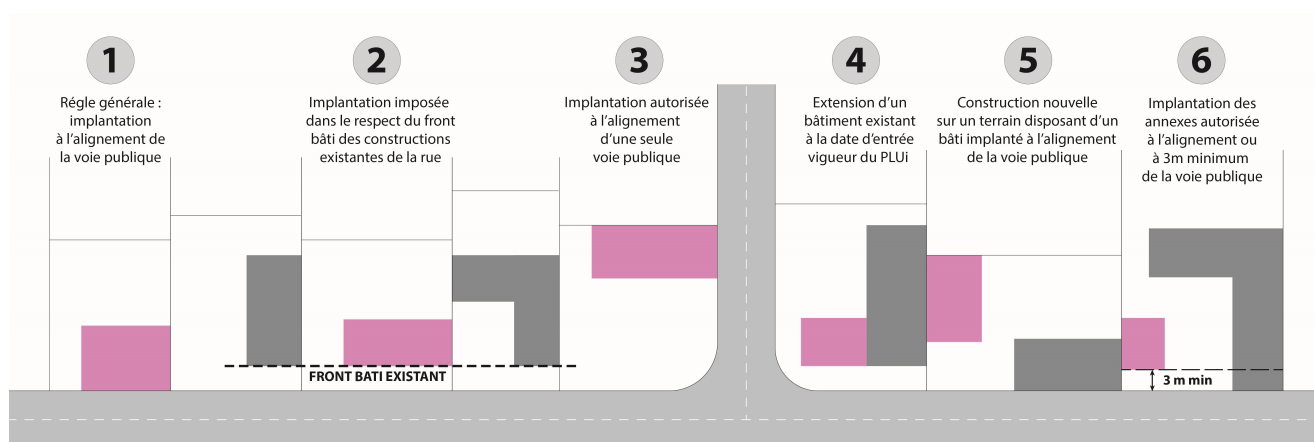 1
Régle générale :
implantation
à l'alignement de
la voie publique
2
Implantation imposée
dans le respect du front
bâti des constructions
existantes de la rue
3
Implantation autorisée
à l'alignement
d'une seule
voie publique
4
Extension d'un
bâtiment existant
à la date d'entrée
vigueur du PLUi
5
Construction nouvelle
sur un terrain disposant d'un
bâti implanté à l'alignement
de la voie publique
6
Implantation des
annexes autorisée
à l'alignement ou
à 3m minimum
de la voie publique
FRONT BATI EXISTANT
3 m min